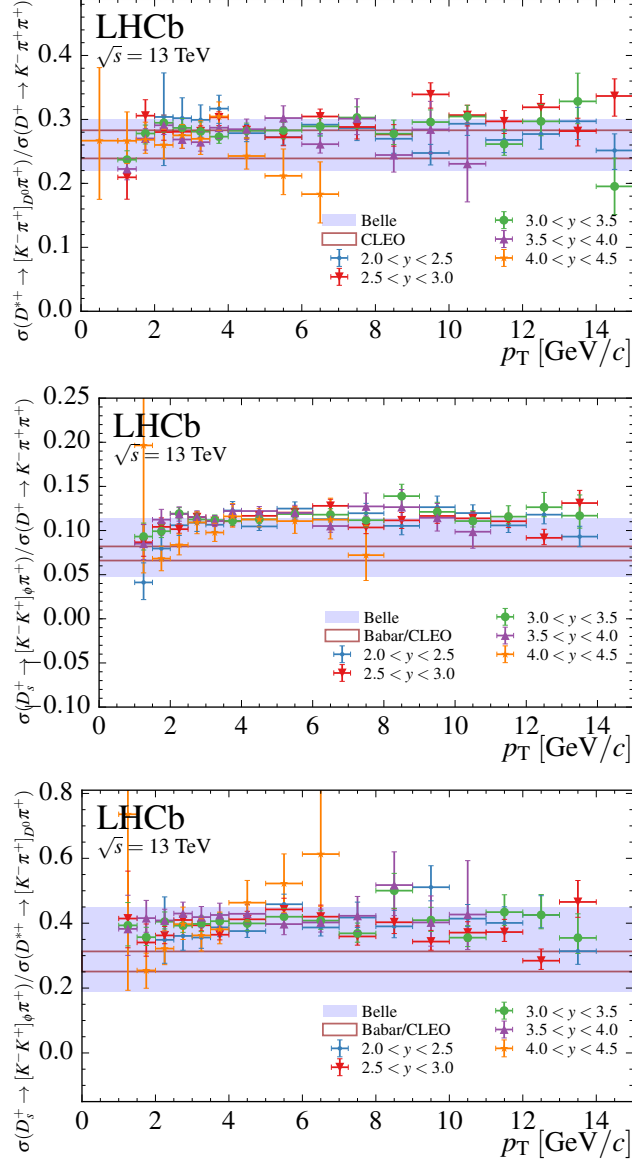 LHCb
√s = 13 TeV
σ(D*+ → [K−π+]D0π+)/σ(D+ → K−π+π+)
0.4
0.3
0.2
0.1
0.0
Belle
CLEO
2.0 < y < 2.5
2.5 < y < 3.0
3.0 < y < 3.5
3.5 < y < 4.0
4.0 < y < 4.5
0 2 4 6 8 10 12 14
pT [GeV/c]
LHCb
√s = 13 TeV
σ(Ds+ → [K−K+]ϕπ+)/σ(D+ → K−π+π+)
0.25
0.20
0.15
0.10
0.05
0.00
−0.05
−0.10
Belle
Babar/CLEO
2.0 < y < 2.5
2.5 < y < 3.0
3.0 < y < 3.5
3.5 < y < 4.0
4.0 < y < 4.5
0 2 4 6 8 10 12 14
pT [GeV/c]
LHCb
√s = 13 TeV
σ(Ds+ → [K−K+]ϕπ+)/σ(D*+ → [K−π+]D0π+)
0.8
0.6
0.4
0.2
0.0
Belle
Babar/CLEO
2.0 < y < 2.5
2.5 < y < 3.0
3.0 < y < 3.5
3.5 < y < 4.0
4.0 < y < 4.5
0 2 4 6 8 10 12 14
pT [GeV/c]